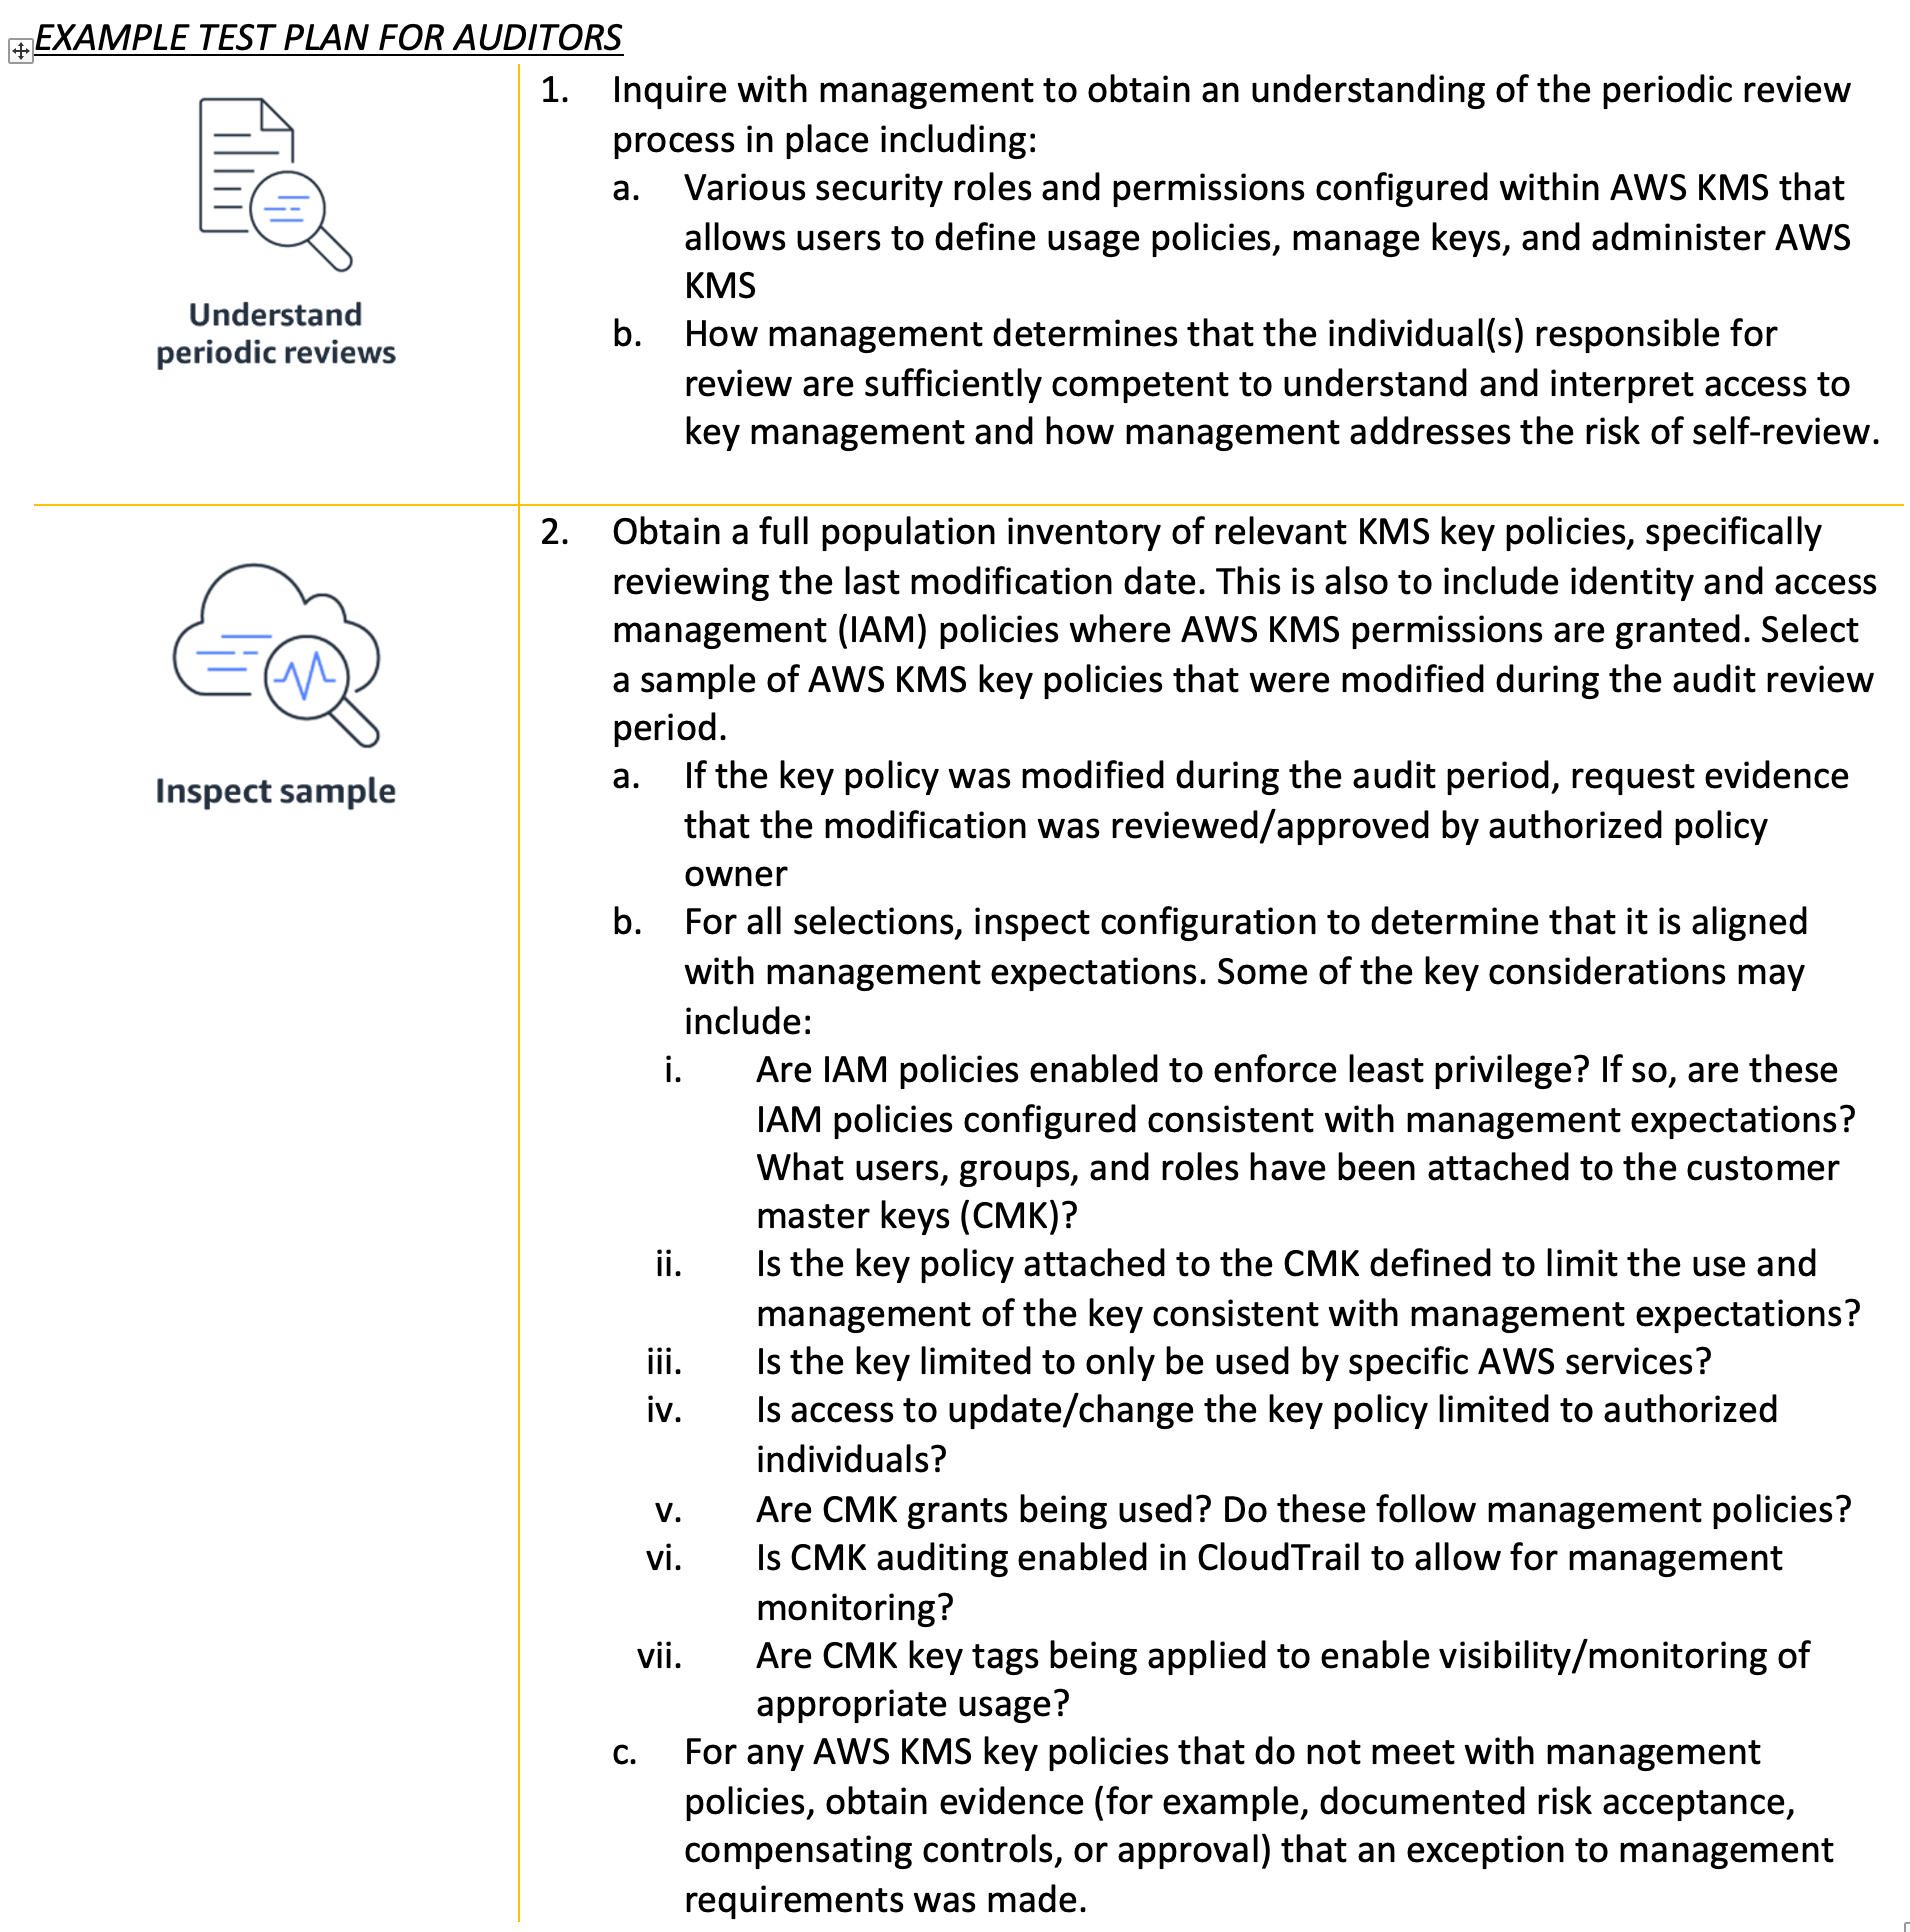 EXAMPLE TEST PLAN FOR AUDITORS
Understand
periodic reviews
1. Inquire with management to obtain an understanding of the periodic review
process in place including:
a. Various security roles and permissions configured within AWS KMS that
allows users to define usage policies, manage keys, and administer AWS
KMS
b. How management determines that the individual(s) responsible for
review are sufficiently competent to understand and interpret access to
key management and how management addresses the risk of self-review.
Inspect sample
2. Obtain a full population inventory of relevant KMS key policies, specifically
reviewing the last modification date. This is also to include identity and access
management (IAM) policies where AWS KMS permissions are granted. Select
a sample of AWS KMS key policies that were modified during the audit review
period.
a. If the key policy was modified during the audit period, request evidence
that the modification was reviewed/approved by authorized policy
owner
b. For all selections, inspect configuration to determine that it is aligned
with management expectations. Some of the key considerations may
include:
i. Are IAM policies enabled to enforce least privilege? If so, are these
IAM policies configured consistent with management expectations?
What users, groups, and roles have been attached to the customer
master keys (CMK)?
ii. Is the key policy attached to the CMK defined to limit the use and
management of the key consistent with management expectations?
iii. Is the key limited to only be used by specific AWS services?
iv. Is access to update/change the key policy limited to authorized
individuals?
v. Are CMK grants being used? Do these follow management policies?
vi. Is CMK auditing enabled in CloudTrail to allow for management
monitoring?
vii. Are CMK key tags being applied to enable visibility/monitoring of
appropriate usage?
c. For any AWS KMS key policies that do not meet with management
policies, obtain evidence (for example, documented risk acceptance,
compensating controls, or approval) that an exception to management
requirements was made.